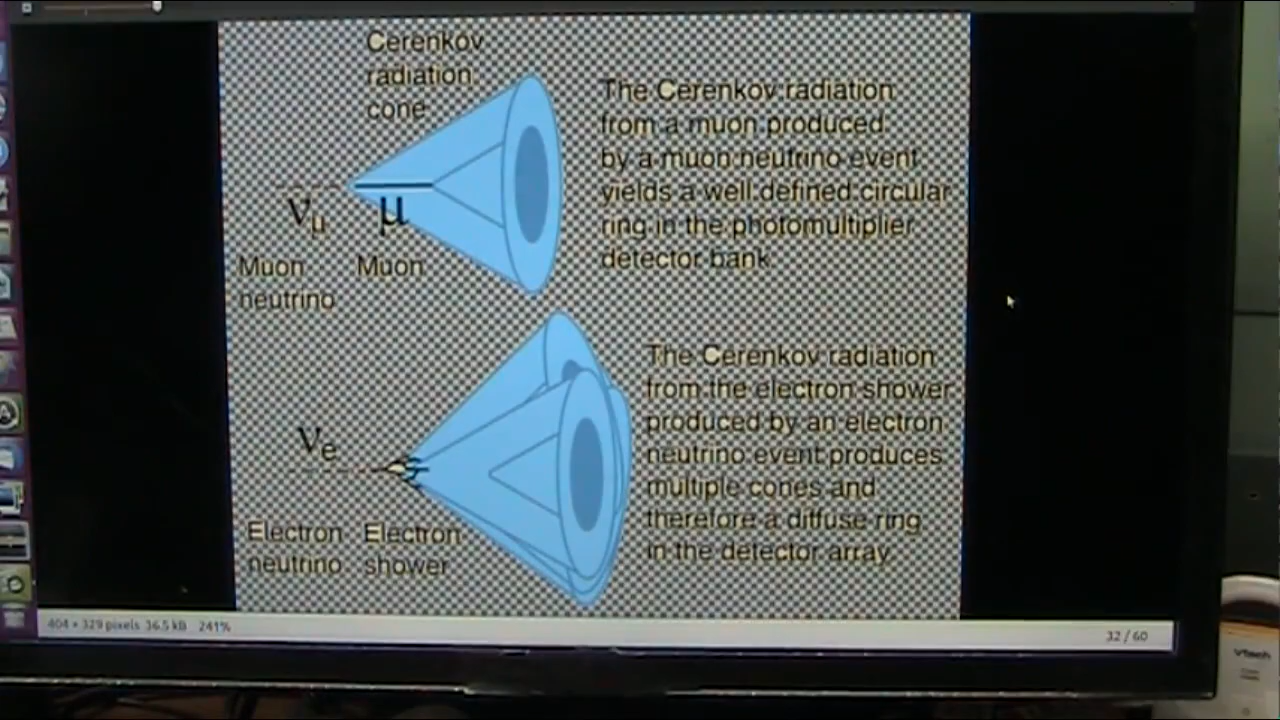 Cerenkov
radiation
cone
The Cerenkov radiation
from a muon produced
by a muon neutrino event
yields a well defined circular
ring in the photomultiplier
detector bank.
νμ
μ
Muon
neutrino
Muon
The Cerenkov radiation
from the electron shower
produced by an electron
neutrino event produces
multiple cones and
therefore a diffuse ring
in the detector array.
νe
Electron
neutrino
Electron
shower
404 × 329 pixels 36.5 kB 241%
32 / 60
vtech